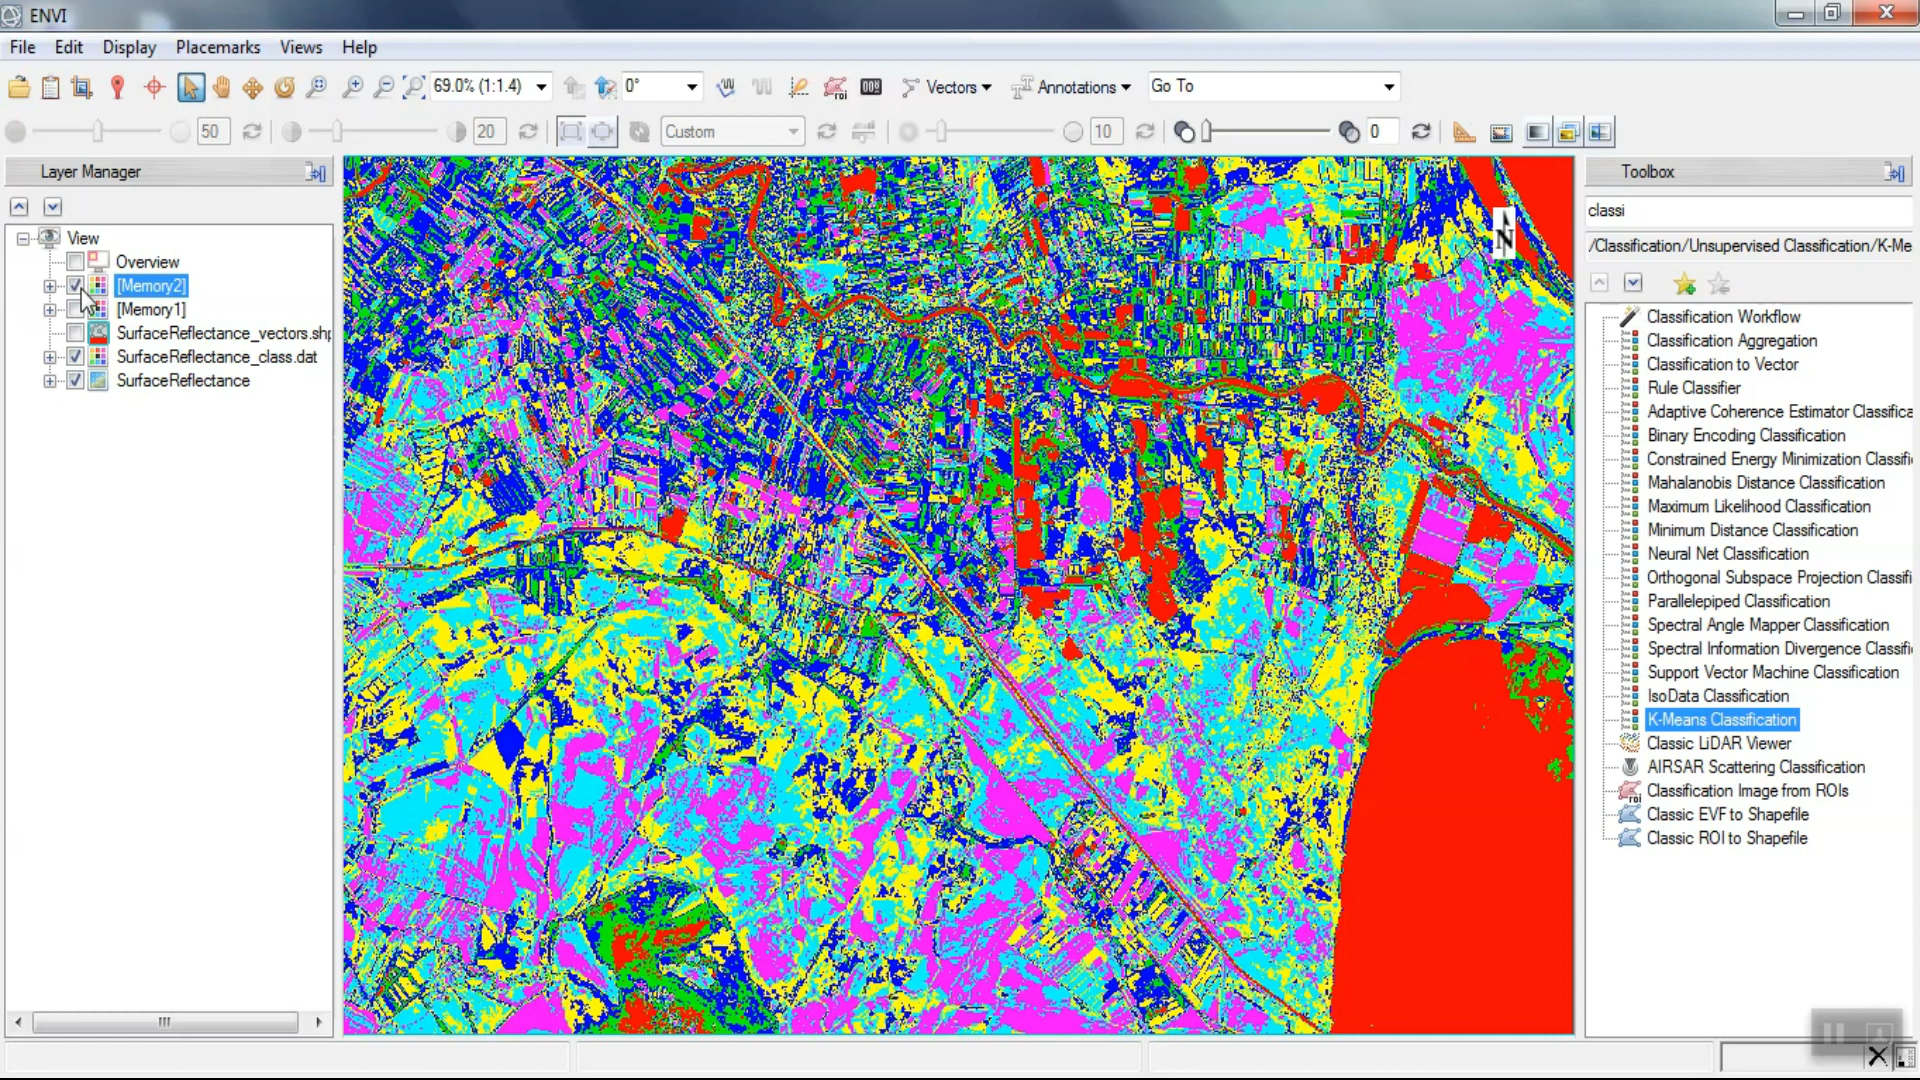 ENVI
File Edit Display Placemarks Views Help
69.0% (1:1.4) 0° Vectors Annotations Go To
50 20 Custom 10 0
Layer Manager
View
Overview
[Memory2]
[Memory1]
SurfaceReflectance_vectors.shp
SurfaceReflectance_class.dat
SurfaceReflectance
N
Toolbox
classi
/Classification/Unsupervised Classification/K-Me
Classification Workflow
Classification Aggregation
Classification to Vector
Rule Classifier
Adaptive Coherence Estimator Classifica
Binary Encoding Classification
Constrained Energy Minimization Classifi
Mahalanobis Distance Classification
Maximum Likelihood Classification
Minimum Distance Classification
Neural Net Classification
Orthogonal Subspace Projection Classifi
Parallelepiped Classification
Spectral Angle Mapper Classification
Spectral Information Divergence Classifi
Support Vector Machine Classification
IsoData Classification
K-Means Classification
Classic LiDAR Viewer
AIRSAR Scattering Classification
Classification Image from ROIs
Classic EVF to Shapefile
Classic ROI to Shapefile